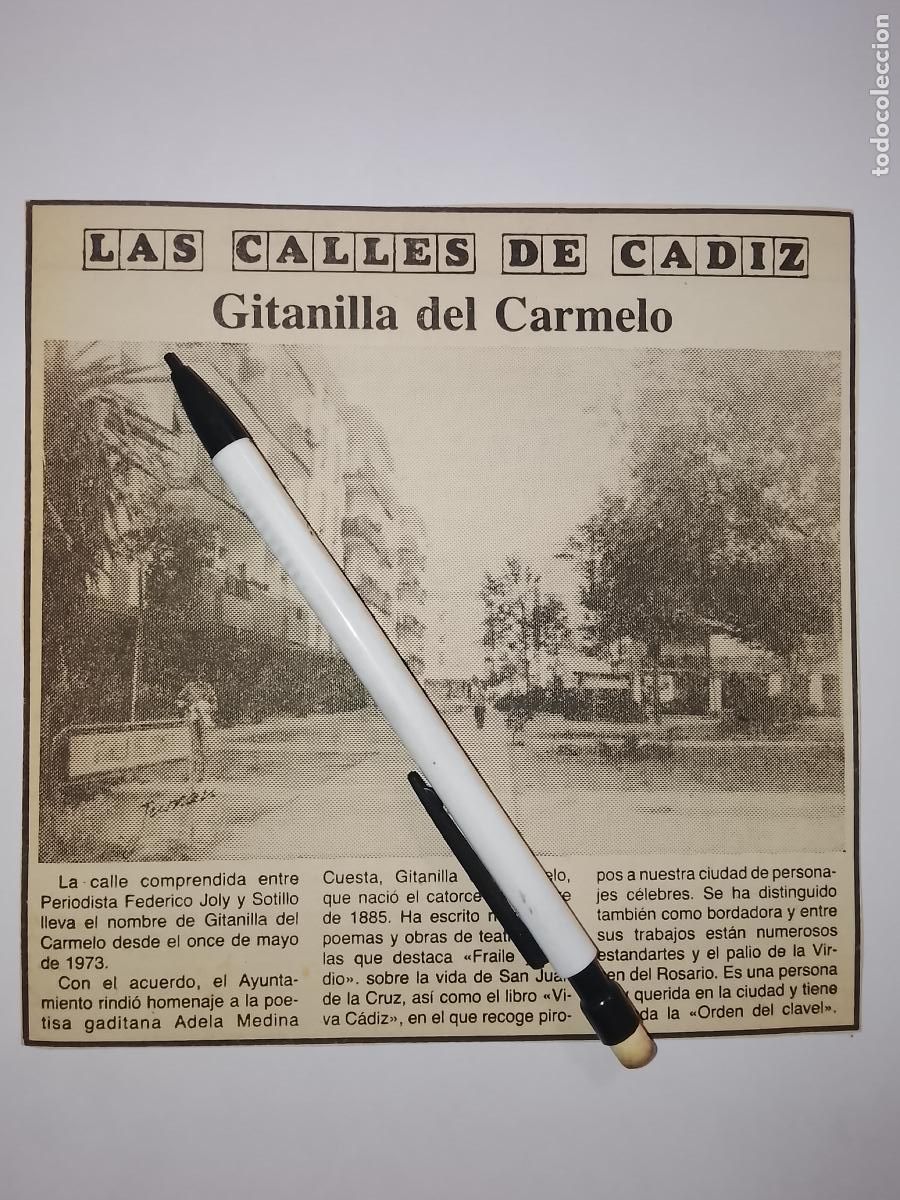 todocoleccion
LAS CALLES DE CADIZ
Gitanilla del Carmelo
La calle comprendida entre
Periodista Federico Joly y Sotillo
lleva el nombre de Gitanilla del
Carmelo desde el once de mayo
de 1973.
Con el acuerdo, el Ayunta-
miento rindió homenaje a la poe-
tisa gaditana Adela Medina
Cuesta, Gitanilla elo,
que nació el catorce re
de 1885. Ha escrito
poemas y obras de teat
las que destaca «Fraile
dio». sobre la vida de San Jua
de la Cruz, así como el libro «Vi-
va Cádiz», en el que recoge piro-
pos a nuestra ciudad de persona-
jes célebres. Se ha distinguido
también como bordadora y entre
sus trabajos están numerosos
estandartes y el palio de la Vir-
en del Rosario. Es una persona
y querida en la ciudad y tiene
da la «Orden del clavel».